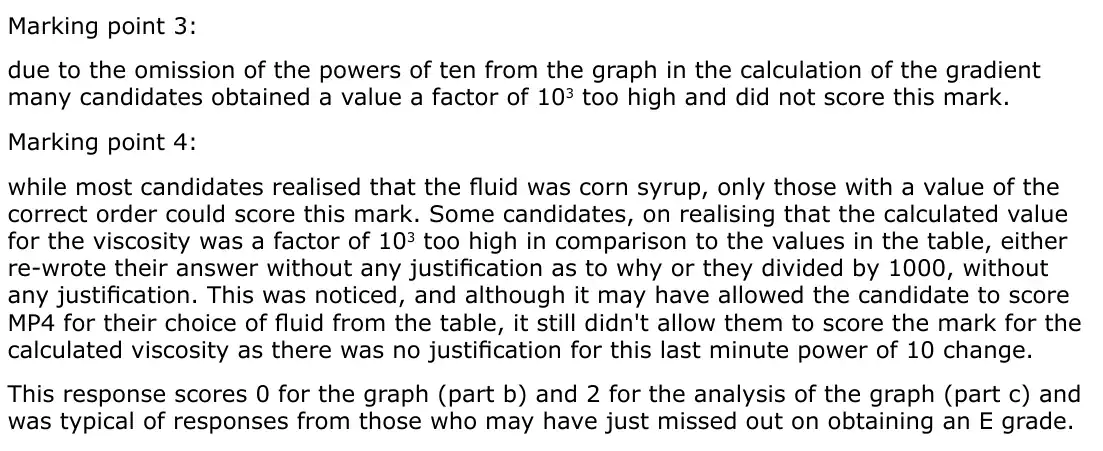 Marking point 3:
due to the omission of the powers of ten from the graph in the calculation of the gradient
many candidates obtained a value a factor of 10³ too high and did not score this mark.
Marking point 4:
while most candidates realised that the fluid was corn syrup, only those with a value of the
correct order could score this mark. Some candidates, on realising that the calculated value
for the viscosity was a factor of 10³ too high in comparison to the values in the table, either
re-wrote their answer without any justification as to why or they divided by 1000, without
any justification. This was noticed, and although it may have allowed the candidate to score
MP4 for their choice of fluid from the table, it still didn't allow them to score the mark for the
calculated viscosity as there was no justification for this last minute power of 10 change.
This response scores 0 for the graph (part b) and 2 for the analysis of the graph (part c) and
was typical of responses from those who may have just missed out on obtaining an E grade.